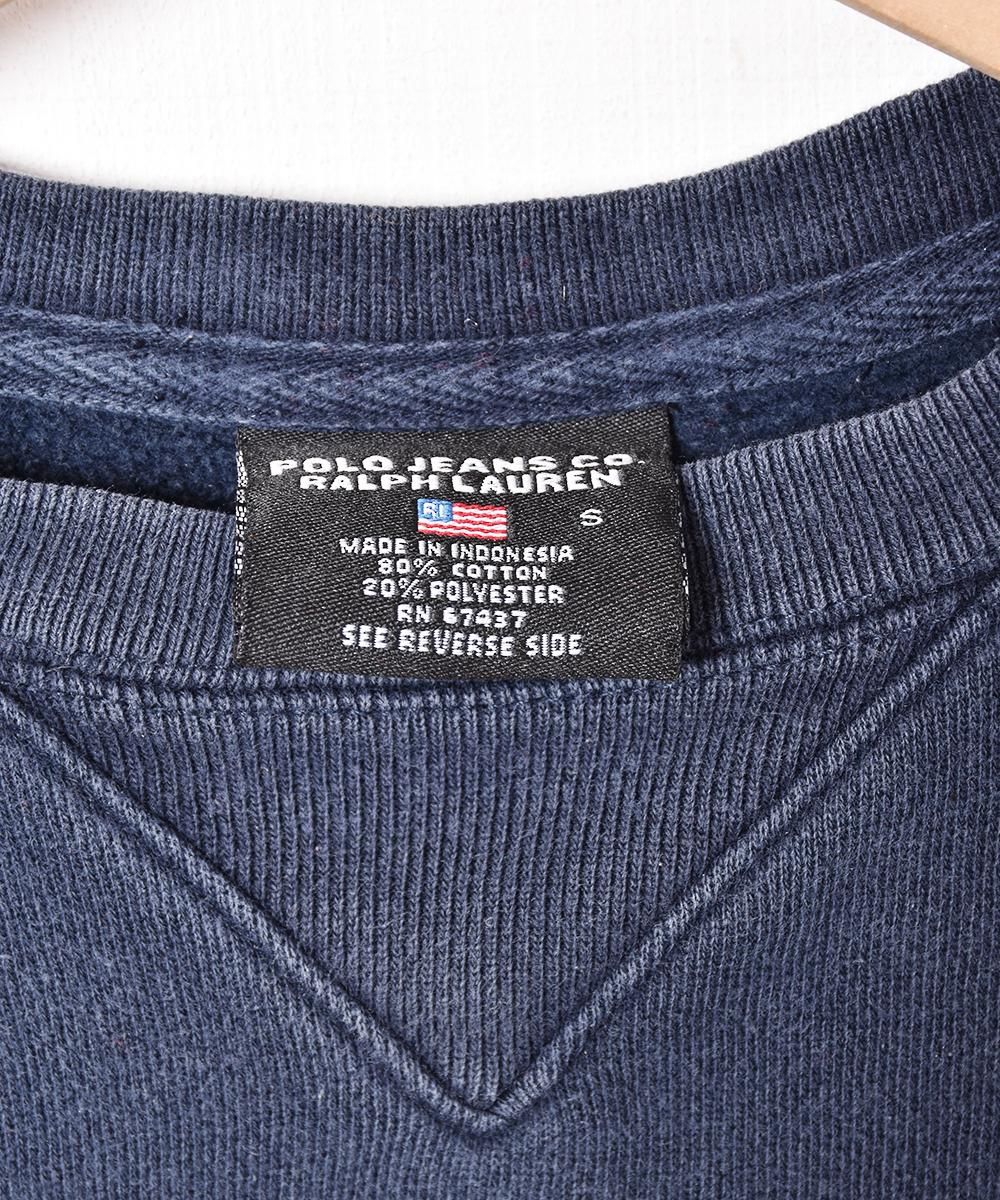 POLO JEANS CO.
RALPH LAUREN
RL S
MADE IN INDONESIA
80% COTTON
20% POLYESTER
RN 67437
SEE REVERSE SIDE